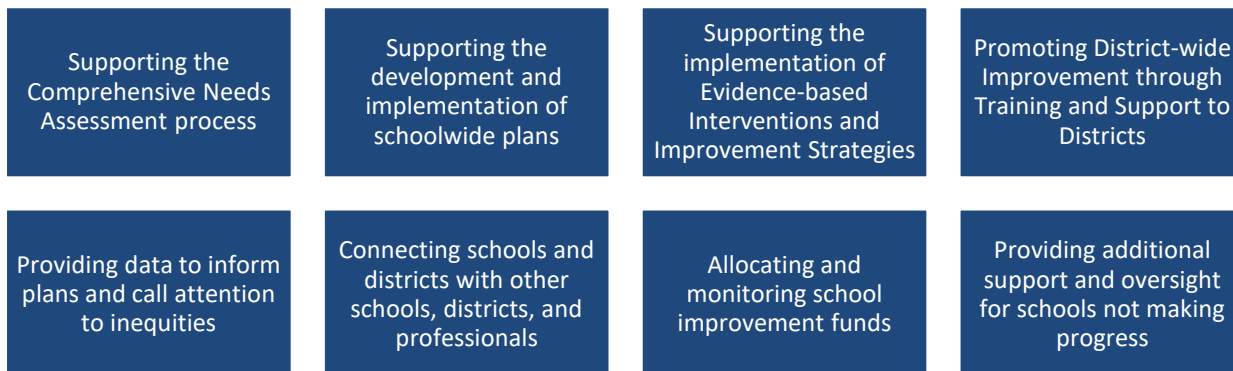 Supporting the
Comprehensive Needs
Assessment process
Supporting the
development and
implementation of
schoolwide plans
Supporting the
implementation of
Evidence-based
Interventions and
Improvement Strategies
Promoting District-wide
Improvement through
Training and Support to
Districts
Providing data to inform
plans and call attention
to inequities
Connecting schools and
districts with other
schools, districts, and
professionals
Allocating and
monitoring school
improvement funds
Providing additional
support and oversight
for schools not making
progress